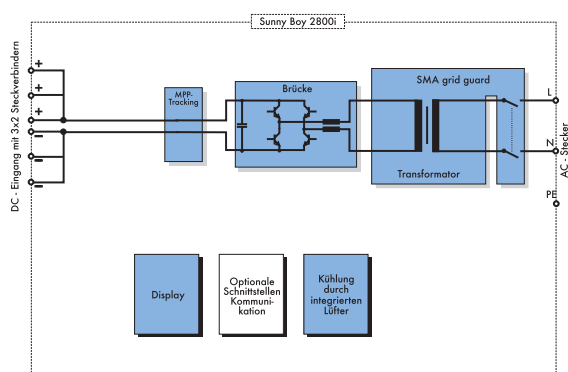 Sunny Boy 2800i
DC - Eingang mit 3x2 Steckverbindern
+
+
+
−
−
−
MPP-
Tracking
Brücke
SMA grid guard
Transformator
L
N
PE
AC - Stecker
Display
Optionale
Schnittstellen
Kommuni-
kation
Kühlung
durch
integrierten
Lüfter